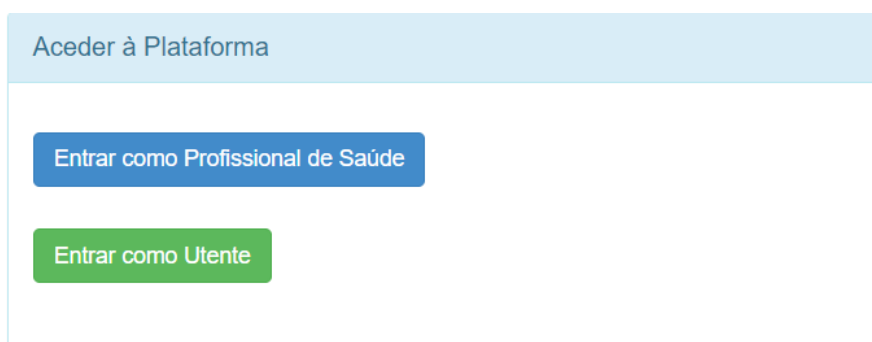 Aceder à Plataforma
Entrar como Profissional de Saúde
Entrar como Utente